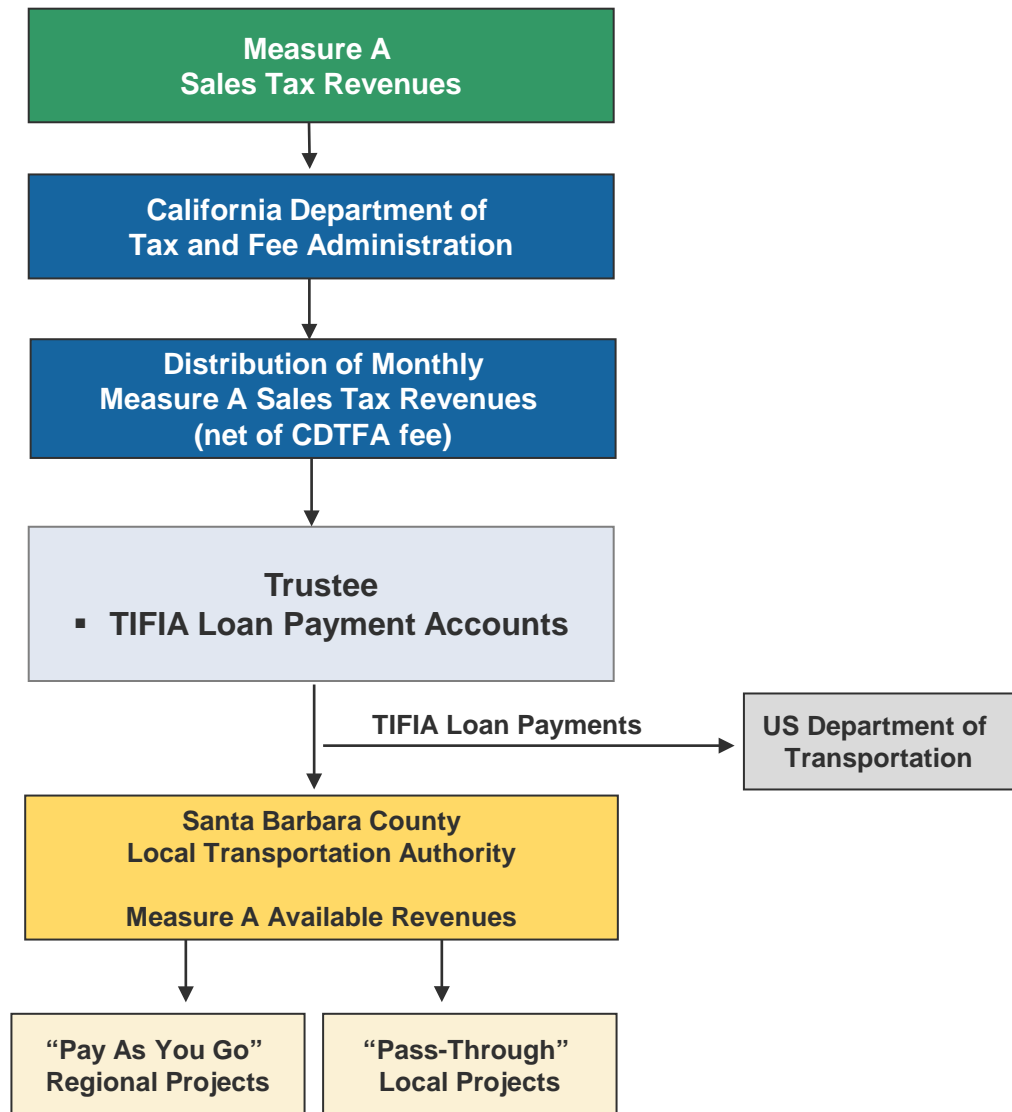 Measure A
Sales Tax Revenues
California Department of
Tax and Fee Administration
Distribution of Monthly
Measure A Sales Tax Revenues
(net of CDTFA fee)
Trustee
▪ TIFIA Loan Payment Accounts
TIFIA Loan Payments
US Department of
Transportation
Santa Barbara County
Local Transportation Authority
Measure A Available Revenues
“Pay As You Go”
Regional Projects
“Pass-Through”
Local Projects